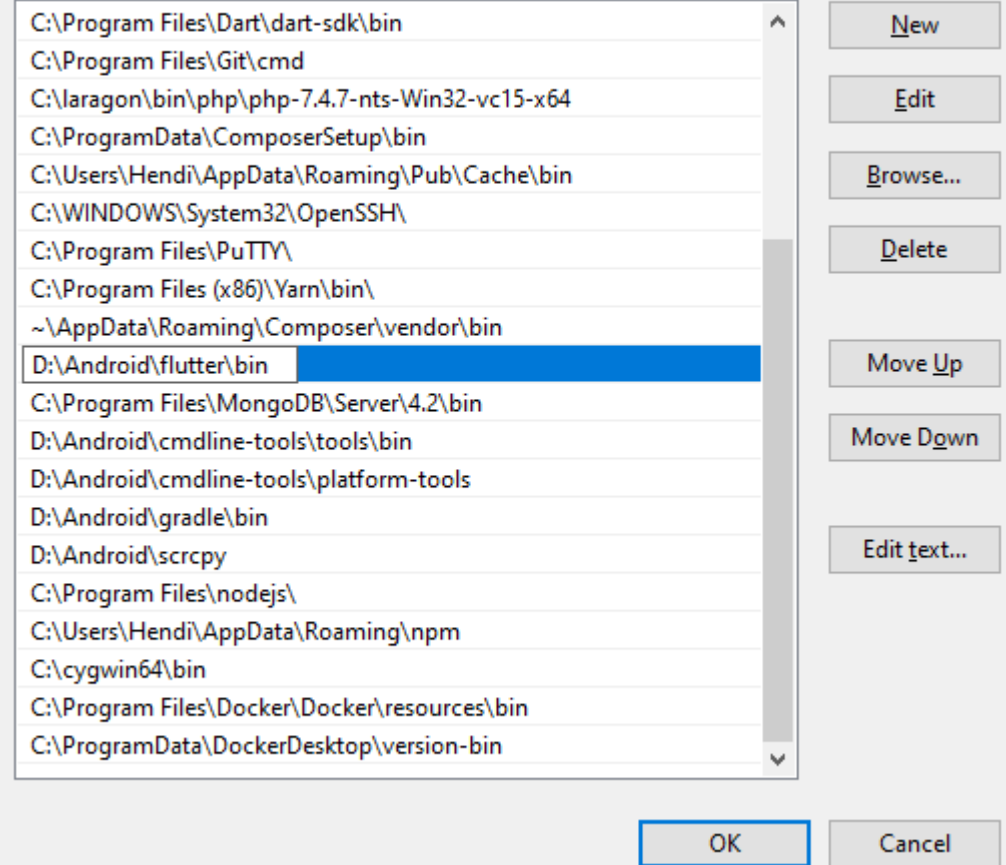 C:\Program Files\Dart\dart-sdk\bin
C:\Program Files\Git\cmd
C:\laragon\bin\php\php-7.4.7-nts-Win32-vc15-x64
C:\ProgramData\ComposerSetup\bin
C:\Users\Hendi\AppData\Roaming\Pub\Cache\bin
C:\WINDOWS\System32\OpenSSH\
C:\Program Files\PuTTY\
C:\Program Files (x86)\Yarn\bin\
~\AppData\Roaming\Composer\vendor\bin
D:\Android\flutter\bin
C:\Program Files\MongoDB\Server\4.2\bin
D:\Android\cmdline-tools\tools\bin
D:\Android\cmdline-tools\platform-tools
D:\Android\gradle\bin
D:\Android\scrcpy
C:\Program Files\nodejs\
C:\Users\Hendi\AppData\Roaming\npm
C:\cygwin64\bin
C:\Program Files\Docker\Docker\resources\bin
C:\ProgramData\DockerDesktop\version-bin
New
Edit
Browse...
Delete
Move Up
Move Down
Edit text...
OK
Cancel